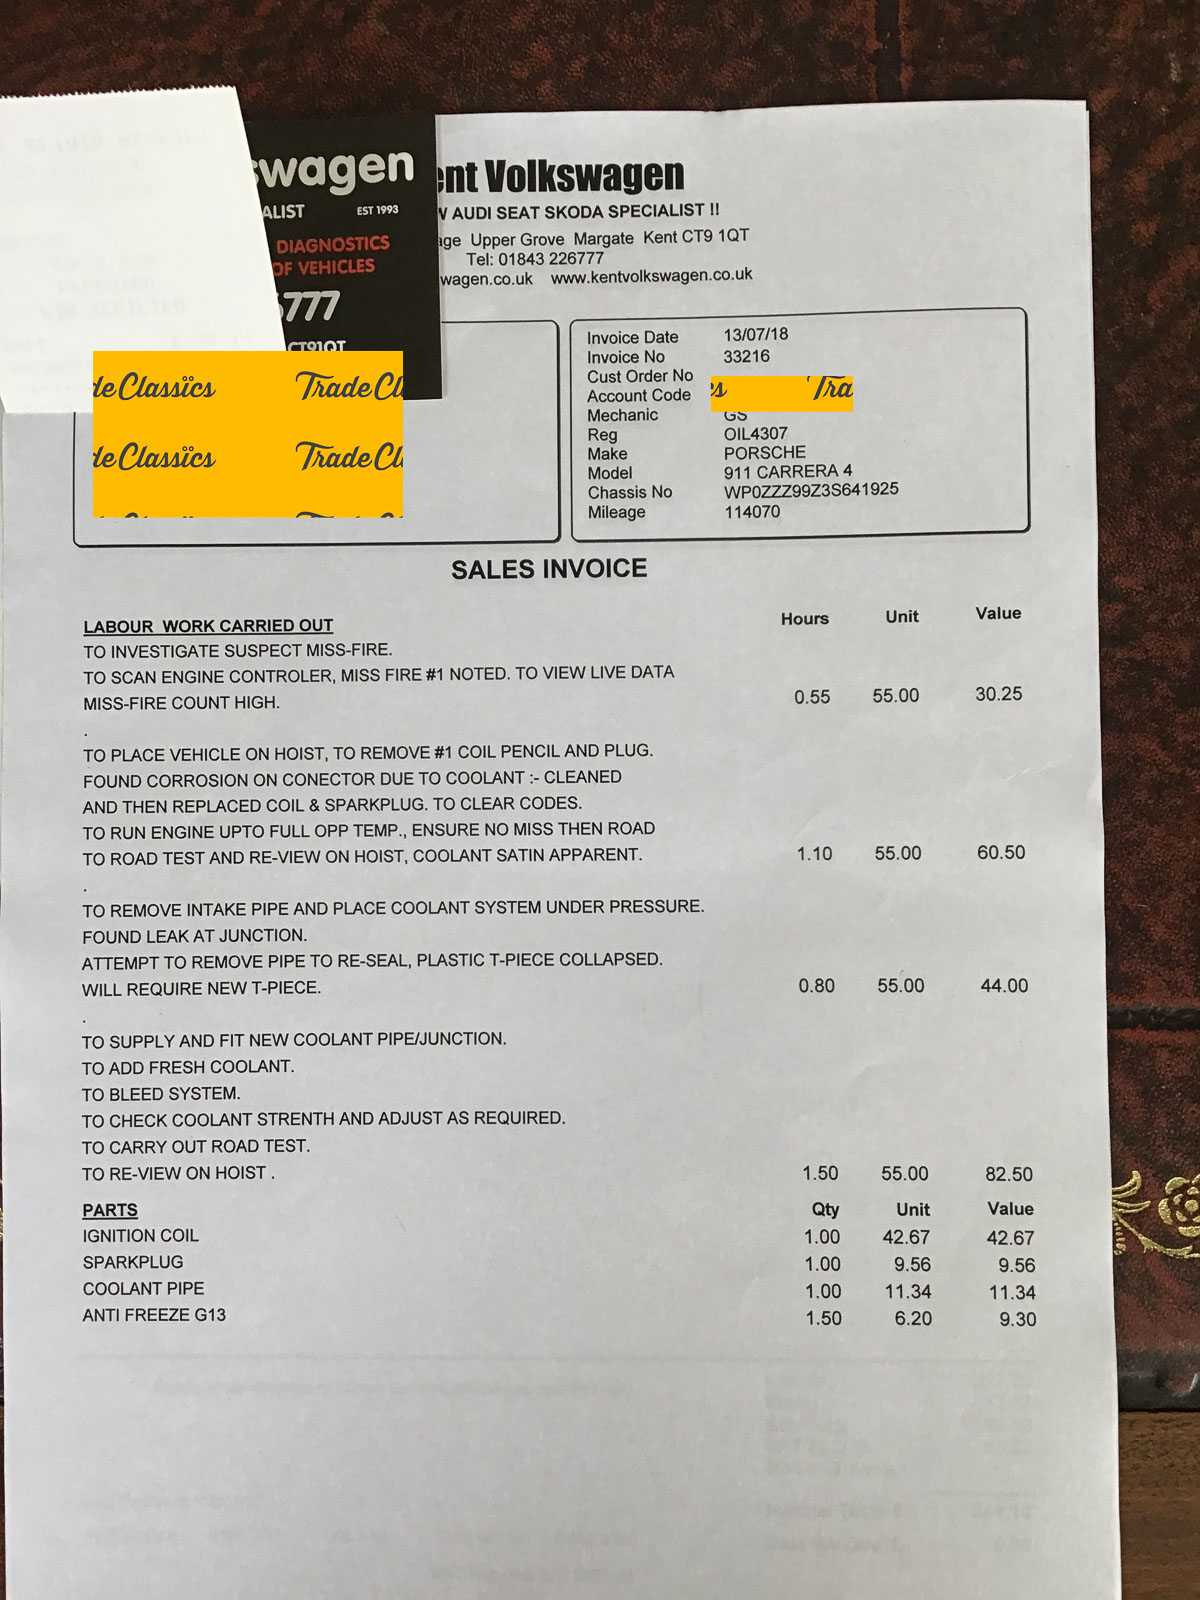 swagen
ALIST EST 1993
DIAGNOSTICS
OF VEHICLES
777
CT91QT
ent Volkswagen
AUDI SEAT SKODA SPECIALIST !!
age Upper Grove Margate Kent CT9 1QT
Tel: 01843 226777
wagen.co.uk www.kentvolkswagen.co.uk
de Classics Trade Cl
de Classics Trade Cl
Invoice Date 13/07/18
Invoice No 33216
Cust Order No
Account Code s Tra
Mechanic GS
Reg OIL4307
Make PORSCHE
Model 911 CARRERA 4
Chassis No WP0ZZZ99Z3S641925
Mileage 114070
SALES INVOICE
LABOUR WORK CARRIED OUT Hours Unit Value
TO INVESTIGATE SUSPECT MISS-FIRE.
TO SCAN ENGINE CONTROLER, MISS FIRE #1 NOTED. TO VIEW LIVE DATA
MISS-FIRE COUNT HIGH. 0.55 55.00 30.25
.
TO PLACE VEHICLE ON HOIST, TO REMOVE #1 COIL PENCIL AND PLUG.
FOUND CORROSION ON CONECTOR DUE TO COOLANT :- CLEANED
AND THEN REPLACED COIL & SPARKPLUG. TO CLEAR CODES.
TO RUN ENGINE UPTO FULL OPP TEMP., ENSURE NO MISS THEN ROAD
TO ROAD TEST AND RE-VIEW ON HOIST, COOLANT SATIN APPARENT. 1.10 55.00 60.50
.
TO REMOVE INTAKE PIPE AND PLACE COOLANT SYSTEM UNDER PRESSURE.
FOUND LEAK AT JUNCTION.
ATTEMPT TO REMOVE PIPE TO RE-SEAL, PLASTIC T-PIECE COLLAPSED.
WILL REQUIRE NEW T-PIECE. 0.80 55.00 44.00
.
TO SUPPLY AND FIT NEW COOLANT PIPE/JUNCTION.
TO ADD FRESH COOLANT.
TO BLEED SYSTEM.
TO CHECK COOLANT STRENTH AND ADJUST AS REQUIRED.
TO CARRY OUT ROAD TEST.
TO RE-VIEW ON HOIST . 1.50 55.00 82.50
PARTS Qty Unit Value
IGNITION COIL 1.00 42.67 42.67
SPARKPLUG 1.00 9.56 9.56
COOLANT PIPE 1.00 11.34 11.34
ANTI FREEZE G13 1.50 6.20 9.30